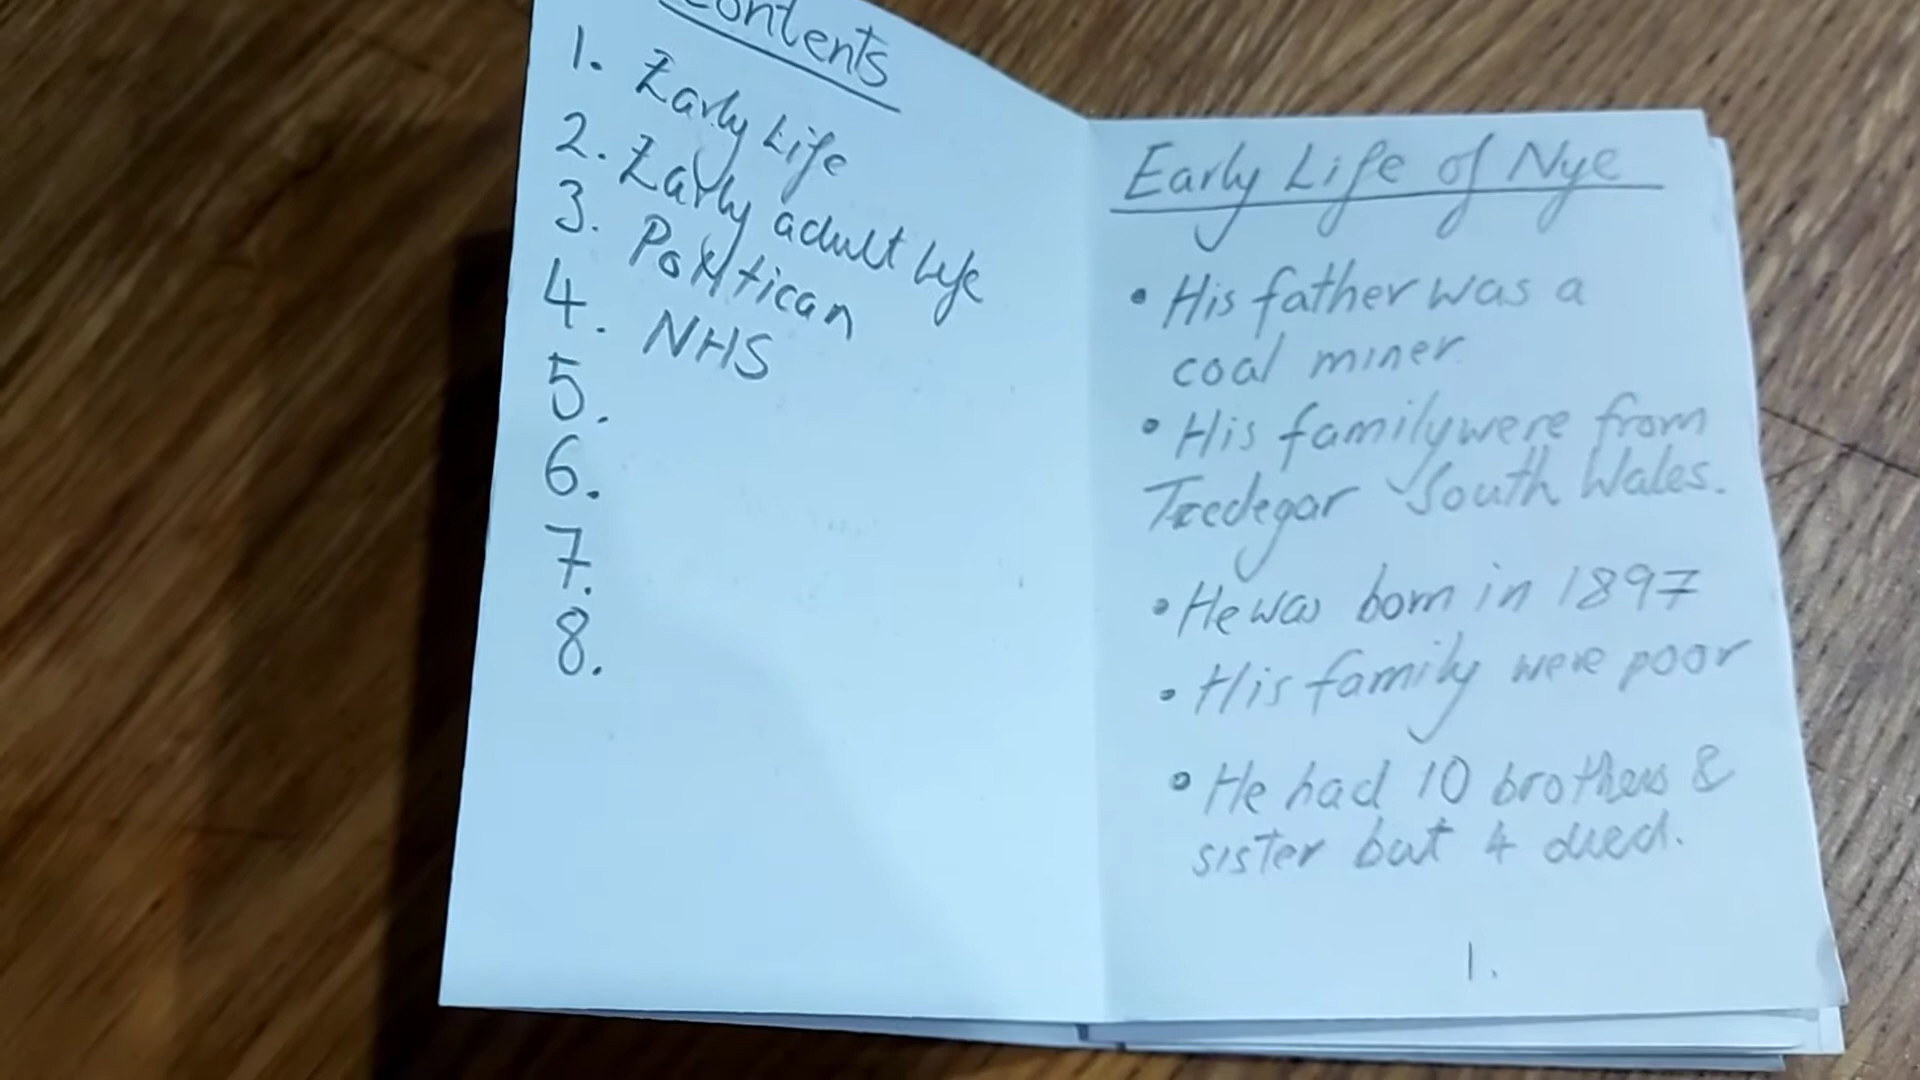 Contents
1. Early Life
2. Early adult life
3. Politican
4. NHS
5.
6.
7.
8.
Early Life of Nye
• His father was a
coal miner.
• His family were from
Tredegar South Wales.
• He was born in 1897
• His family were poor
• He had 10 brothers &
sister but 4 died.
1.